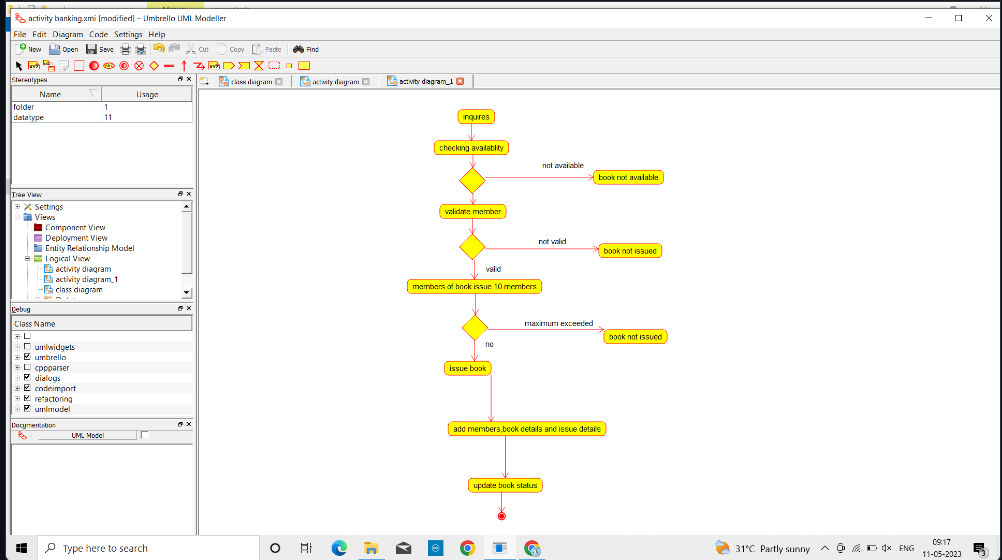 activity banking.xmi [modified] – Umbrello UML Modeller
File Edit Diagram Code Settings Help
New Open Save Cut Copy Paste Find
Stereotypes
Name Usage
folder 1
datatype 11
Tree View
Settings
Views
Component View
Deployment View
Entity Relationship Model
Logical View
activity diagram
activity diagram_1
class diagram
Debug
Class Name
umlwidgets
umbrello
cppparser
dialogs
codeimport
refactoring
umlmodel
Documentation
UML Model
class diagram activity diagram activity diagram_1
inquires
checking availablity
not available
book not available
validate member
not valid
book not issued
valid
members of book issue 10 members
maximum exceeded
book not issued
no
issue book
add members,book details and issue details
update book status
Type here to search
31°C Partly sunny
ENG
09:17
11-05-2023
3